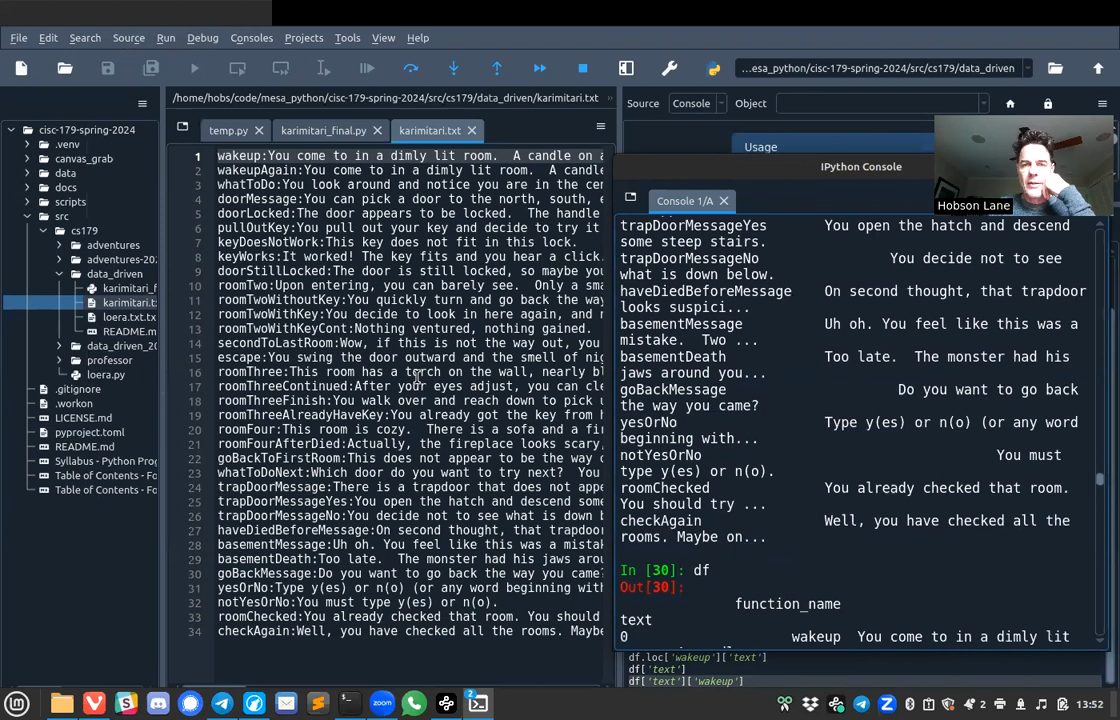 File Edit Search Source Run Debug Consoles Projects Tools View Help
...esa_python/cisc-179-spring-2024/src/cs179/data_driven
/home/hobs/code/mesa_python/cisc-179-spring-2024/src/cs179/data_driven/karimitari.txt
Source Console Object
Usage
temp.py karimitari_final.py karimitari.txt
cisc-179-spring-2024
.venv
canvas_grab
data
docs
scripts
src
cs179
adventures
adventures-202
data_driven
karimitari_f
karimitari.t
loera.txt.tx
README.m
data_driven_20
professor
loera.py
.gitignore
.workon
LICENSE.md
pyproject.toml
README.md
Syllabus - Python Prog
Table of Contents - Fo
Table of Contents - Fo
1 wakeup:You come to in a dimly lit room. A candle on a
2 wakeupAgain:You come to in a dimly lit room. A candle
3 whatToDo:You look around and notice you are in the cen
4 doorMessage:You can pick a door to the north, south, e
5 doorLocked:The door appears to be locked. The handle
6 pullOutKey:You pull out your key and decide to try it
7 keyDoesNotWork:This key does not fit in this lock.
8 keyWorks:It worked! The key fits and you hear a click.
9 doorStillLocked:The door is still locked, so maybe you
10 roomTwo:Upon entering, you can barely see. Only a sma
11 roomTwoWithoutKey:You quickly turn and go back the way
12 roomTwoWithKey:You decide to look in here again, and n
13 roomTwoWithKeyCont:Nothing ventured, nothing gained.
14 secondToLastRoom:Wow, if this is not the way out, you
15 escape:You swing the door outward and the smell of nig
16 roomThree:This room has a torch on the wall, nearly bl
17 roomThreeContinued:After your eyes adjust, you can cle
18 roomThreeFinish:You walk over and reach down to pick u
19 roomThreeAlreadyHaveKey:You already got the key from h
20 roomFour:This room is cozy. There is a sofa and a fir
21 roomFourAfterDied:Actually, the fireplace looks scary,
22 goBackToFirstRoom:This does not appear to be the way o
23 whatToDoNext:Which door do you want to try next? You
24 trapDoorMessage:There is a trapdoor that does not appe
25 trapDoorMessageYes:You open the hatch and descend some
26 trapDoorMessageNo:You decide not to see what is down b
27 haveDiedBeforeMessage:On second thought, that trapdoor
28 basementMessage:Uh oh. You feel like this was a mistak
29 basementDeath:Too late. The monster had his jaws aroun
30 goBackMessage:Do you want to go back the way you came?
31 yesOrNo:Type y(es) or n(o) (or any word beginning with
32 notYesOrNo:You must type y(es) or n(o).
33 roomChecked:You already checked that room. You should
34 checkAgain:Well, you have checked all the rooms. Maybe
IPython Console
Hobson Lane
Console 1/A
trapDoorMessageYes You open the hatch and descend
some steep stairs.
trapDoorMessageNo You decide not to see
what is down below.
haveDiedBeforeMessage On second thought, that trapdoor
looks suspici...
basementMessage Uh oh. You feel like this was a
mistake. Two ...
basementDeath Too late. The monster had his
jaws around you...
goBackMessage Do you want to go back
the way you came?
yesOrNo Type y(es) or n(o) (or any word
beginning with...
notYesOrNo You must
type y(es) or n(o).
roomChecked You already checked that room.
You should try ...
checkAgain Well, you have checked all the
rooms. Maybe on...
In [30]: df
Out[30]:
function_name
text
0 wakeup You come to in a dimly lit
df.loc['wakeup']['text']
df['text']
df['text']['wakeup']
zoom
2
2
13:52